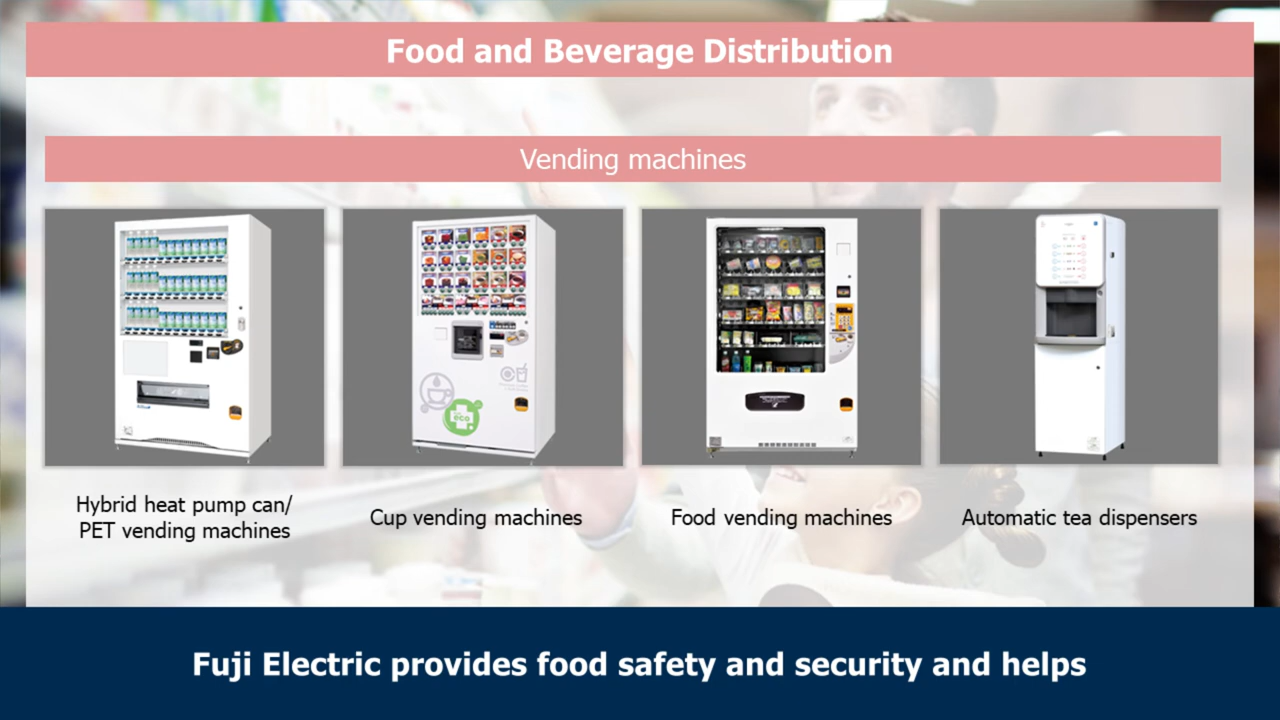 Food and Beverage Distribution
Vending machines
eco
Hybrid heat pump can/
PET vending machines
Cup vending machines
Food vending machines
Automatic tea dispensers
Fuji Electric provides food safety and security and helps